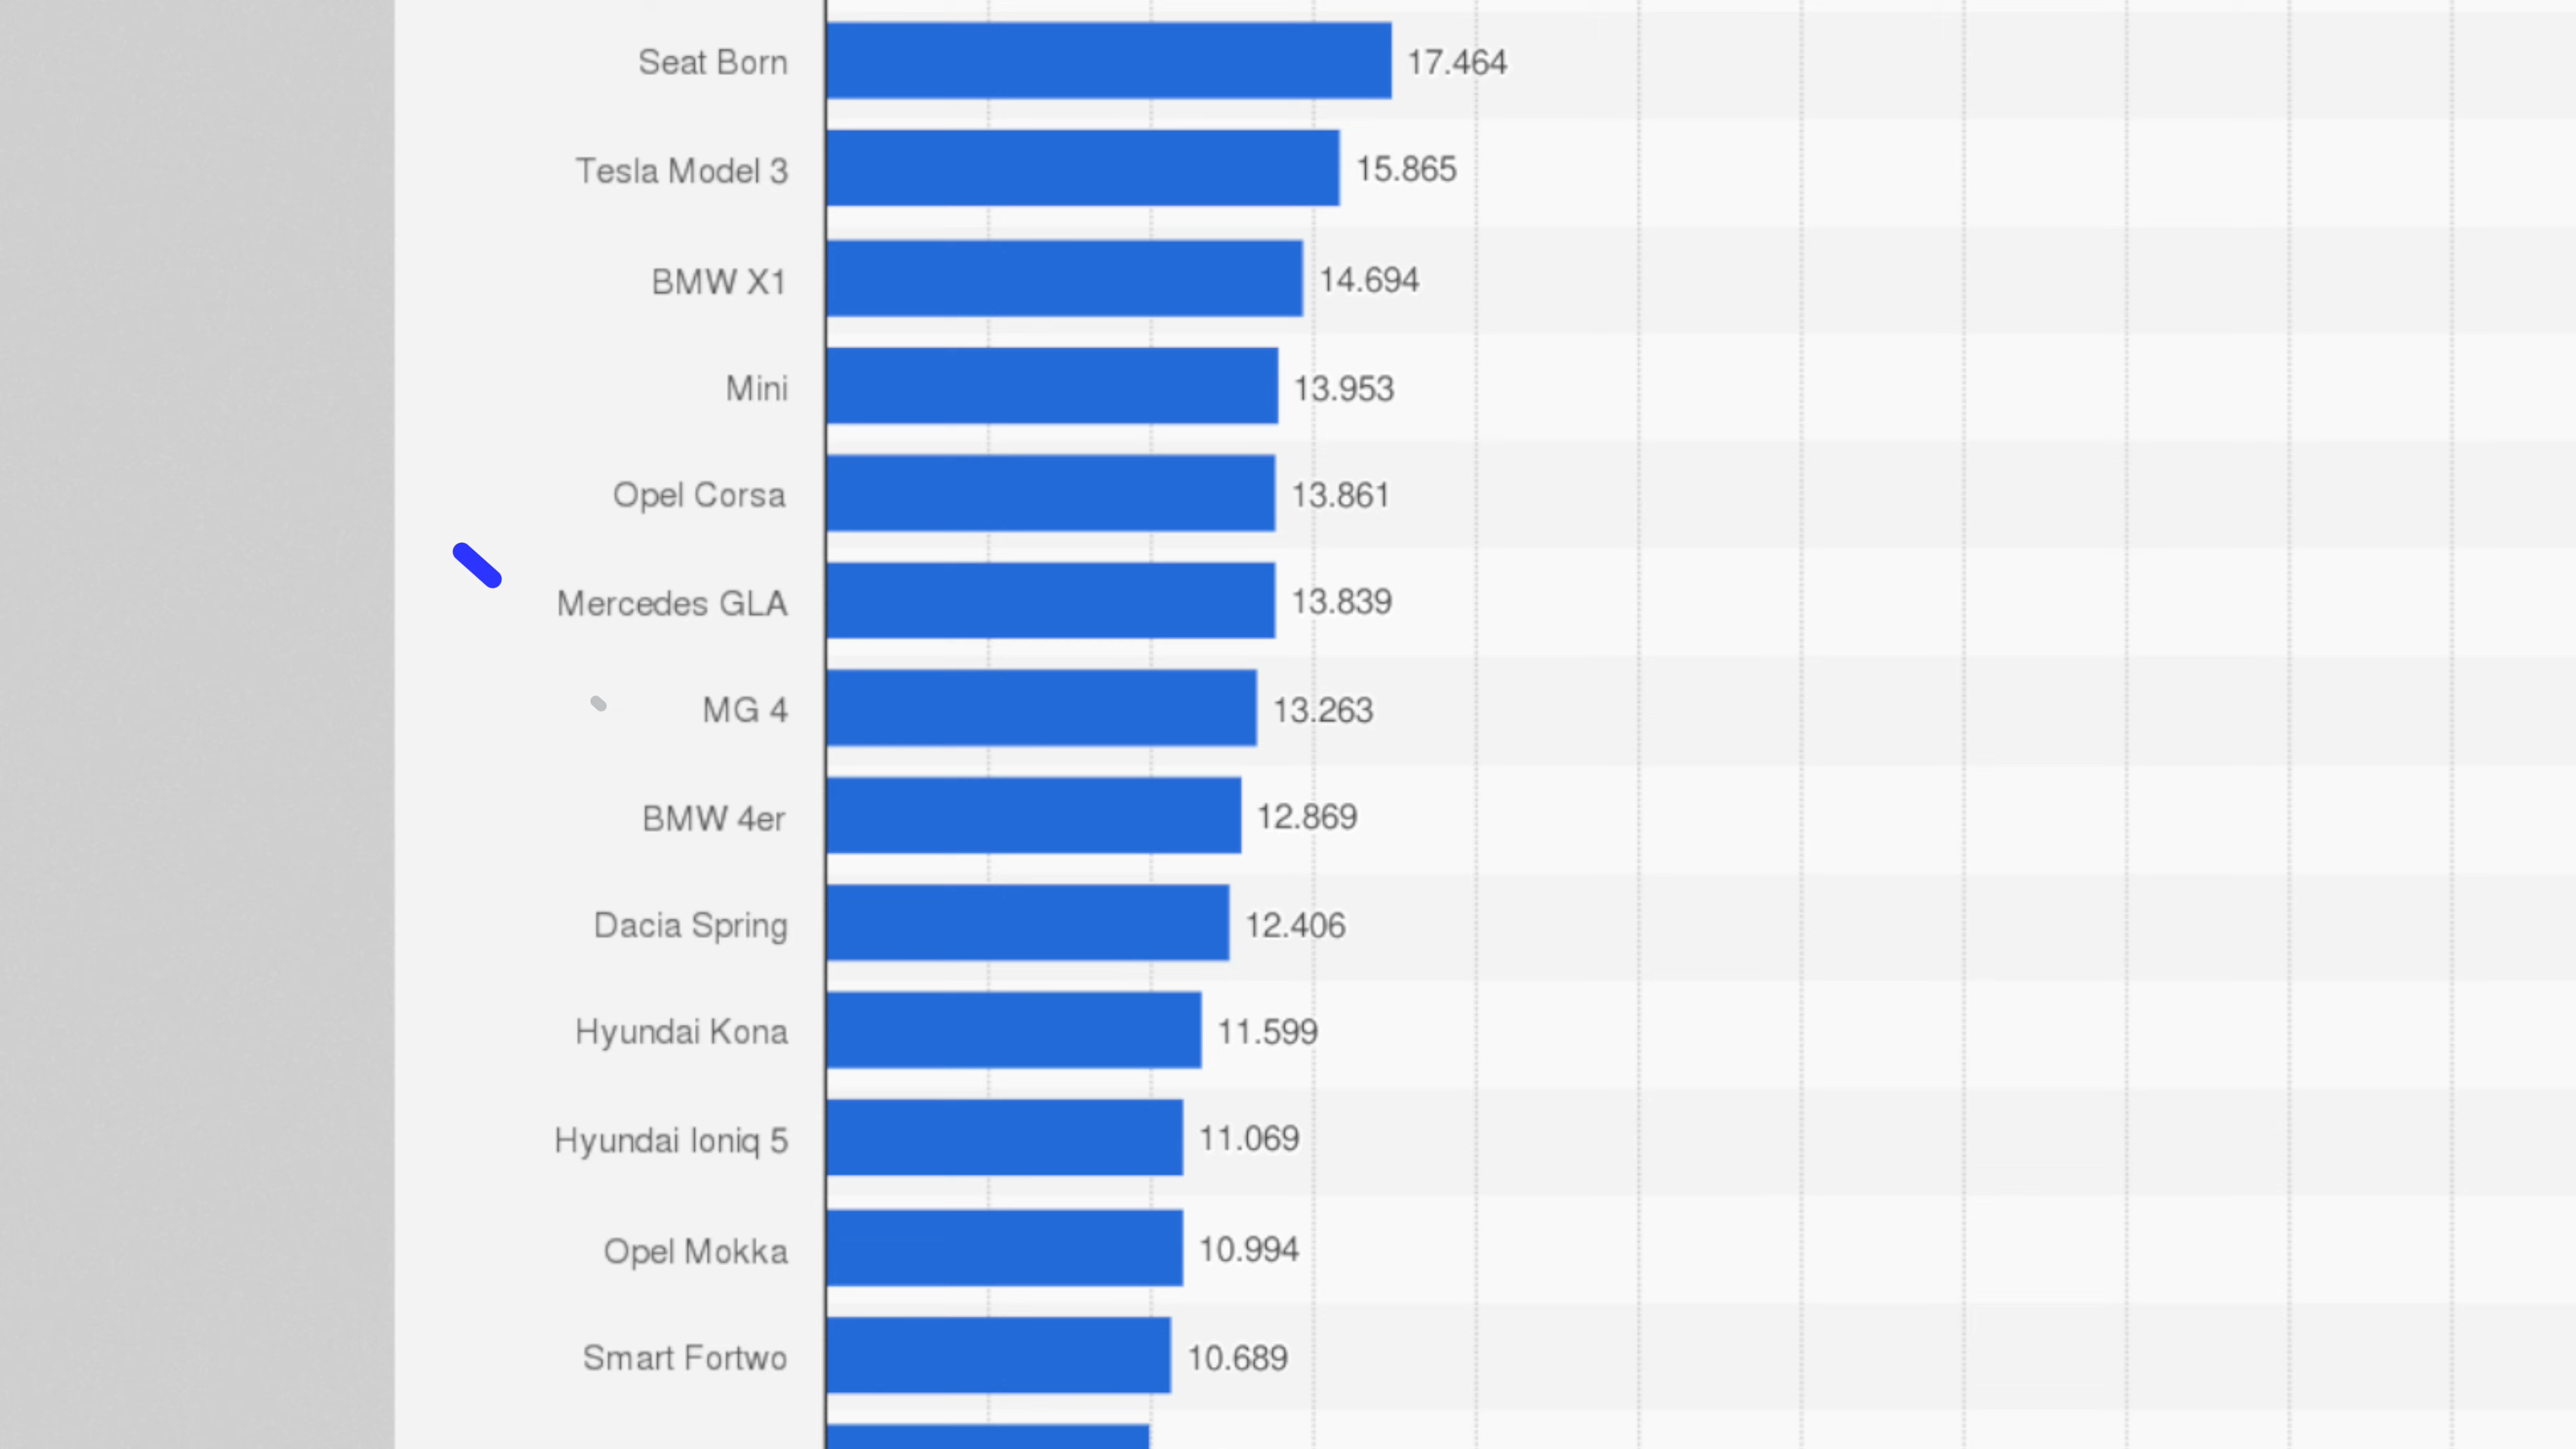 Seat Born 17.464
Tesla Model 3 15.865
BMW X1 14.694
Mini 13.953
Opel Corsa 13.861
Mercedes GLA 13.839
MG 4 13.263
BMW 4er 12.869
Dacia Spring 12.406
Hyundai Kona 11.599
Hyundai Ioniq 5 11.069
Opel Mokka 10.994
Smart Fortwo 10.689